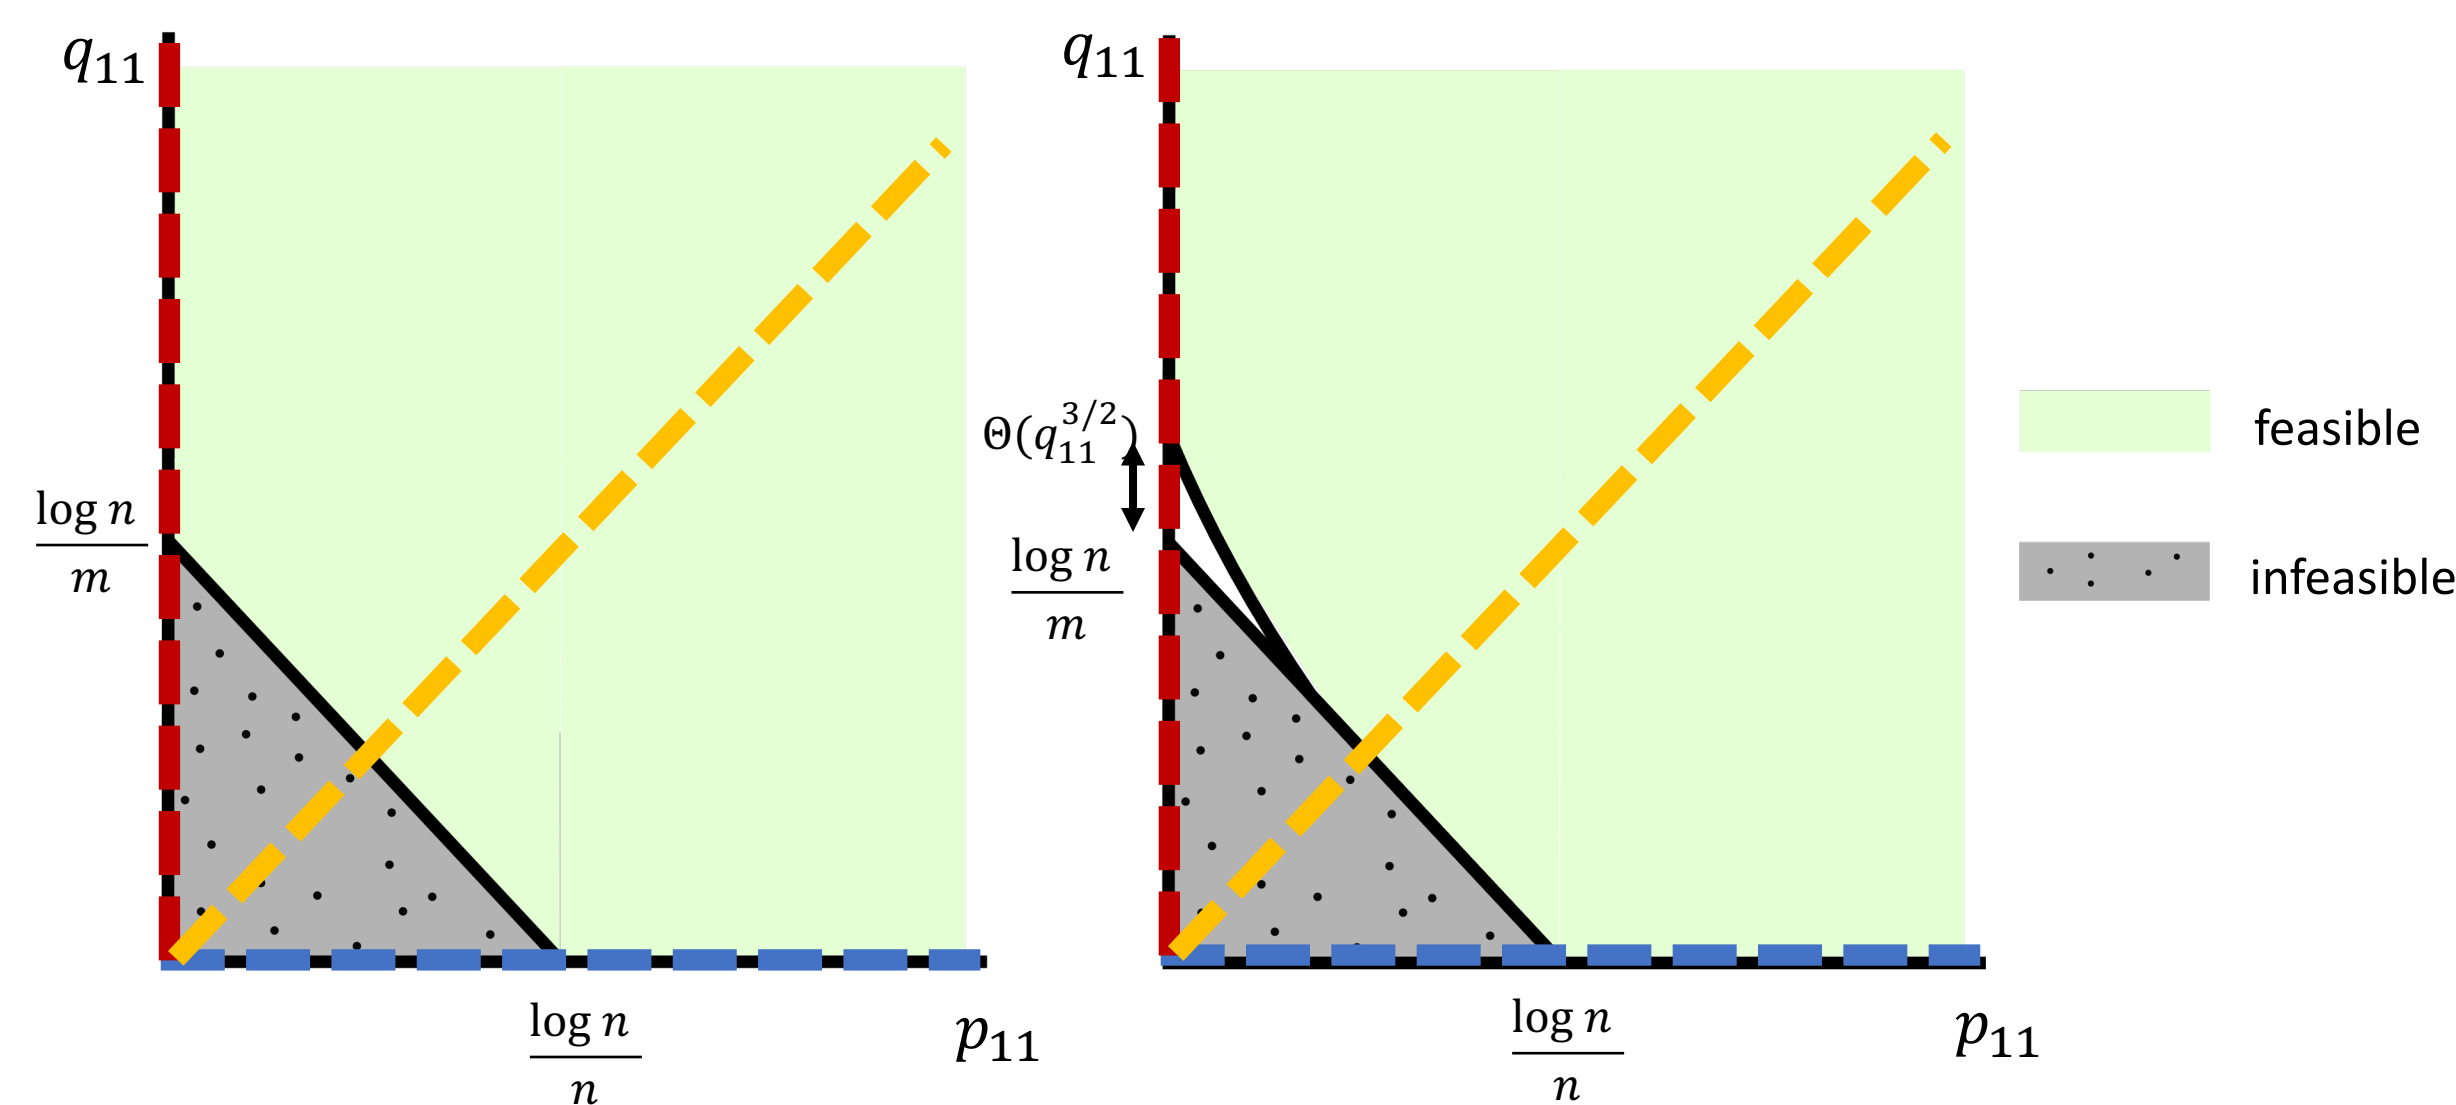 q₁₁
log n
m
log n
n
p₁₁
q₁₁
Θ(q₁₁^{3/2})
log n
m
log n
n
p₁₁
feasible
infeasible